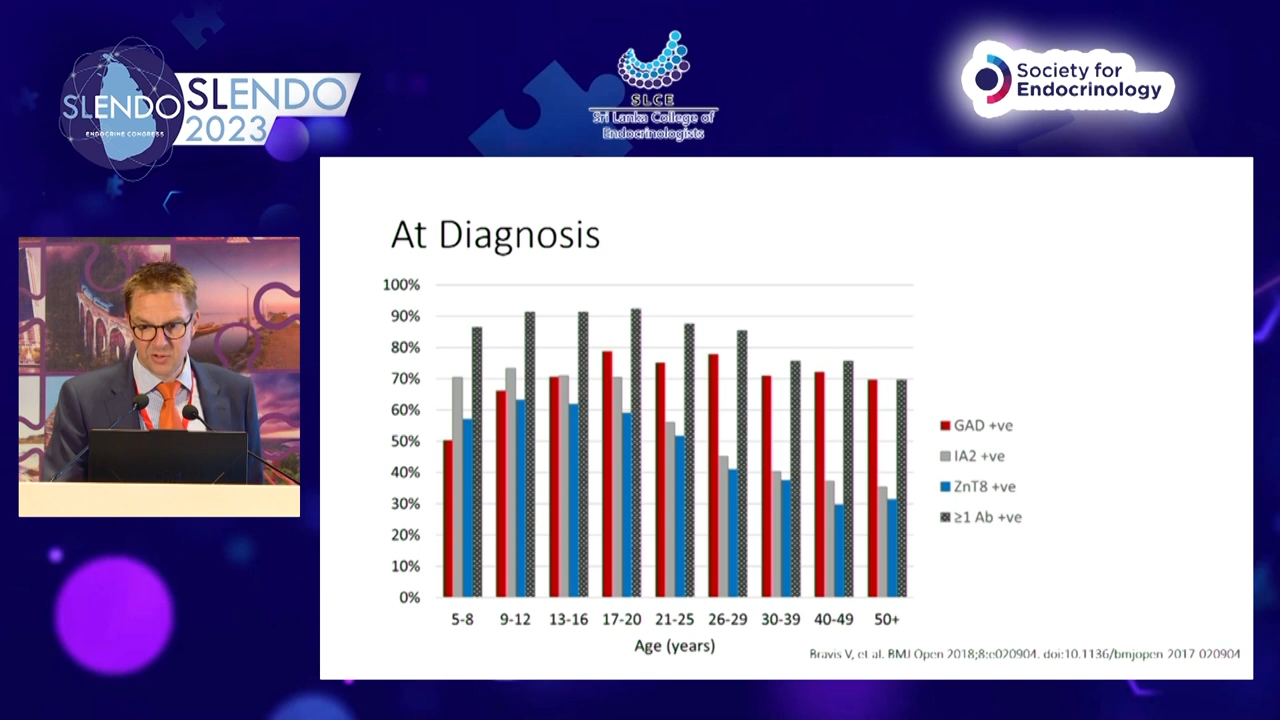 SLENDO
ENDOCRINE CONGRESS
SLENDO
2023
SLCE
Sri Lanka College of
Endocrinologists
Society for
Endocrinology
At Diagnosis
100%
90%
80%
70%
60%
50%
40%
30%
20%
10%
0%
5-8 9-12 13-16 17-20 21-25 26-29 30-39 40-49 50+
Age (years)
GAD +ve
IA2 +ve
ZnT8 +ve
≥1 Ab +ve
Bravis V, et al. BMJ Open 2018;8:e020904. doi:10.1136/bmjopen-2017-020904